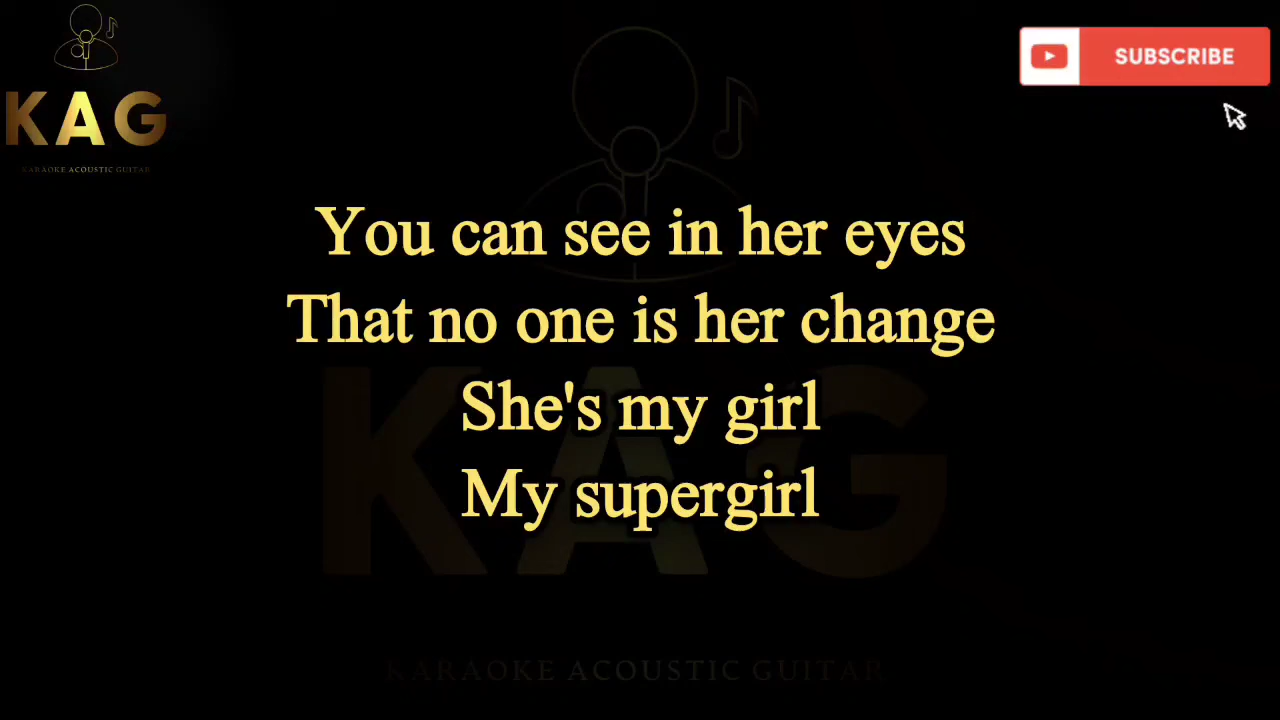 KAG
KARAOKE ACOUSTIC GUITAR
SUBSCRIBE
You can see in her eyes
That no one is her change
She's my girl
My supergirl
KAG
KARAOKE ACOUSTIC GUITAR